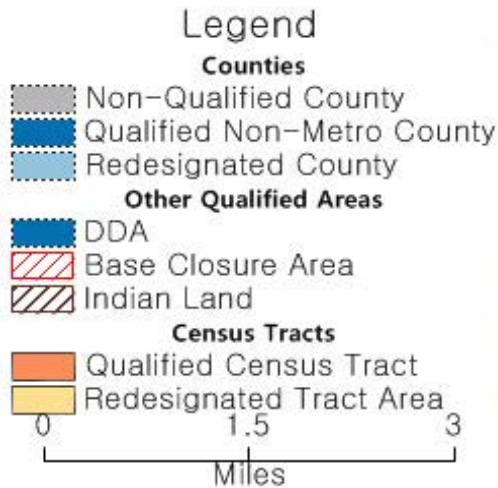 Legend
Counties
Non-Qualified County
Qualified Non-Metro County
Redesignated County
Other Qualified Areas
DDA
Base Closure Area
Indian Land
Census Tracts
Qualified Census Tract
Redesignated Tract Area
0 1.5 3
Miles